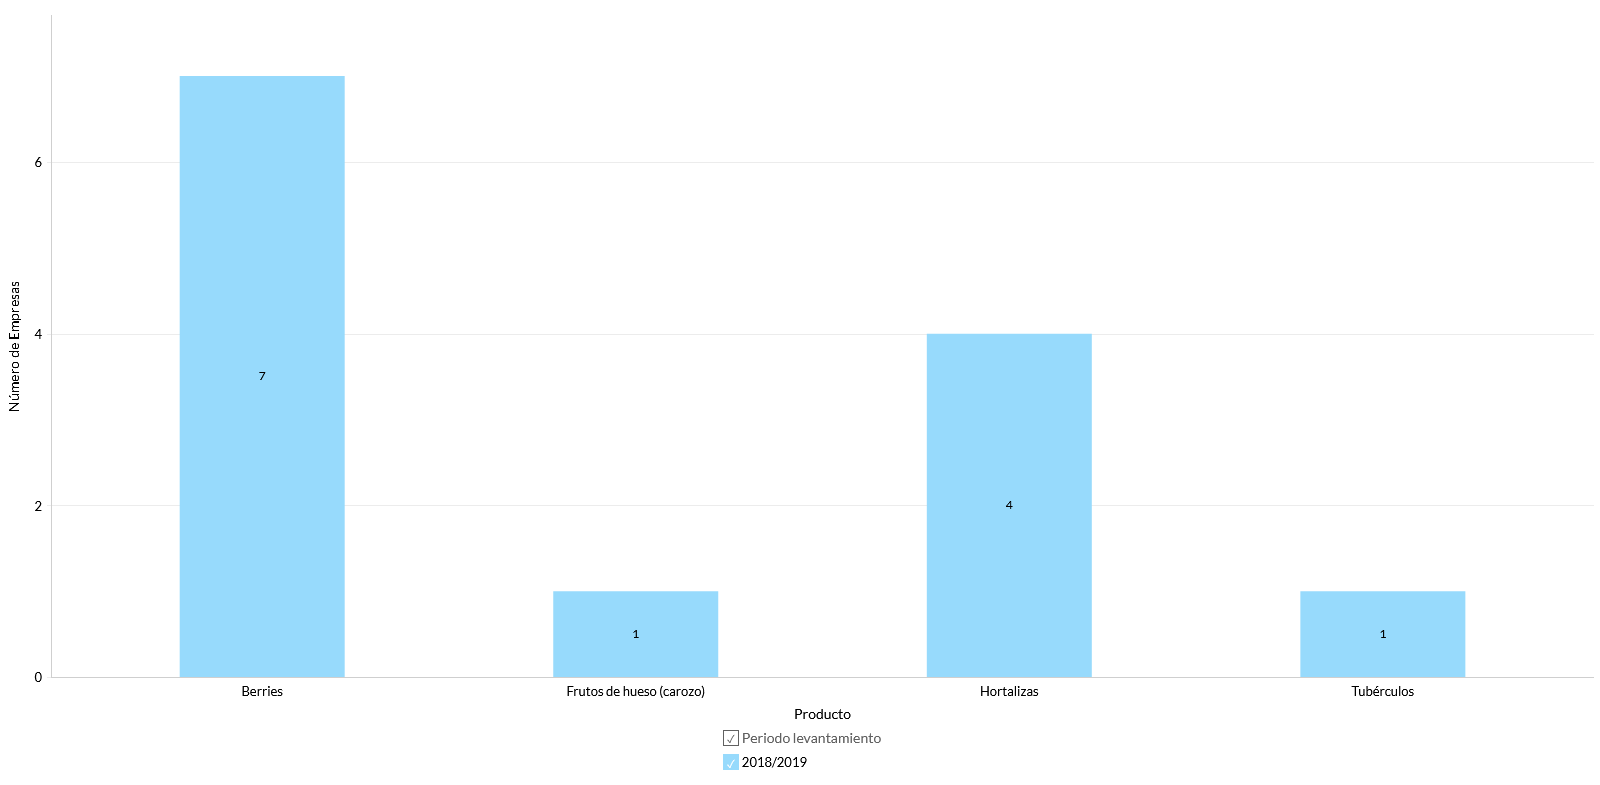 Número de Empresas
6
4
2
0
7
1
4
1
Berries
Frutos de hueso (carozo)
Hortalizas
Tubérculos
Producto
Periodo levantamiento
2018/2019